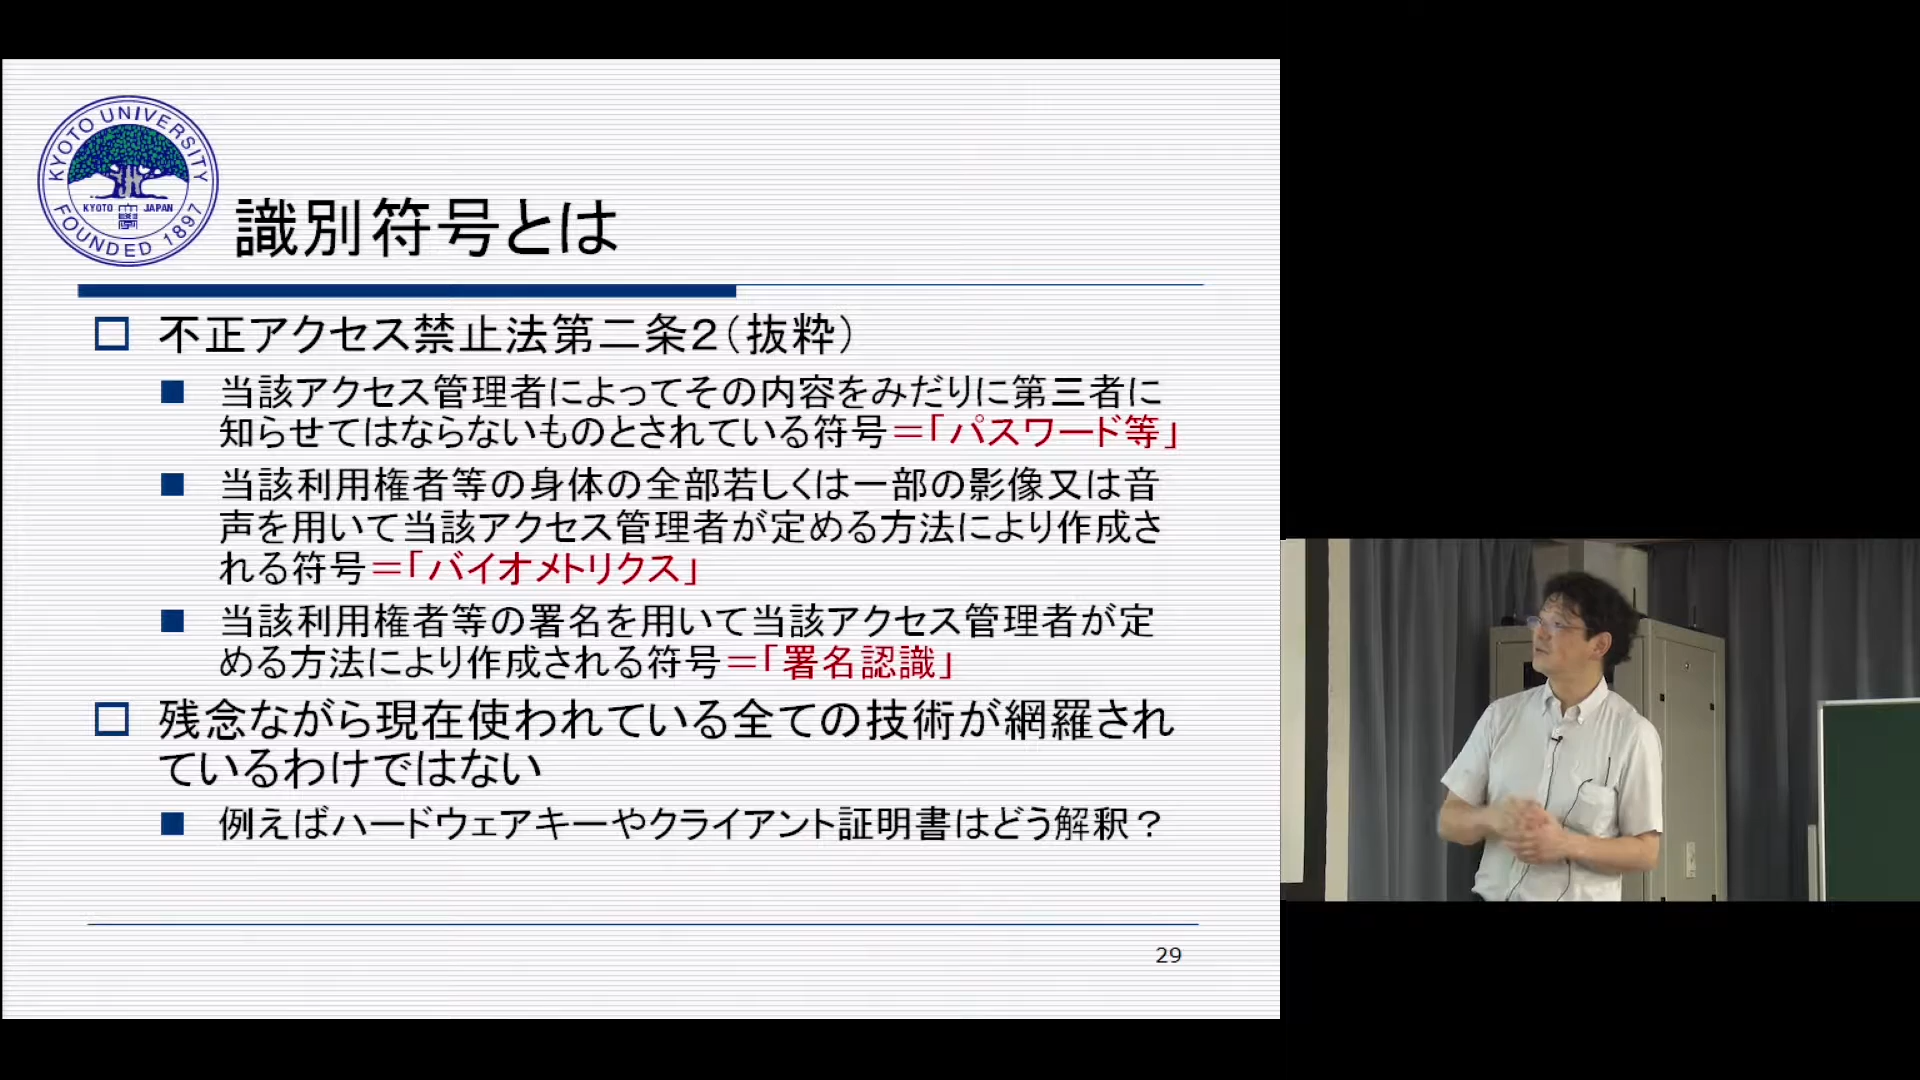 KYOTO UNIVERSITY
KYOTO JAPAN
FOUNDED 1897
識別符号とは
不正アクセス禁止法第二条2(抜粋)
当該アクセス管理者によってその内容をみだりに第三者に
知らせてはならないものとされている符号=「パスワード等」
当該利用権者等の身体の全部若しくは一部の影像又は音
声を用いて当該アクセス管理者が定める方法により作成さ
れる符号=「バイオメトリクス」
当該利用権者等の署名を用いて当該アクセス管理者が定
める方法により作成される符号=「署名認識」
残念ながら現在使われている全ての技術が網羅され
ているわけではない
例えばハードウェアキーやクライアント証明書はどう解釈?
29